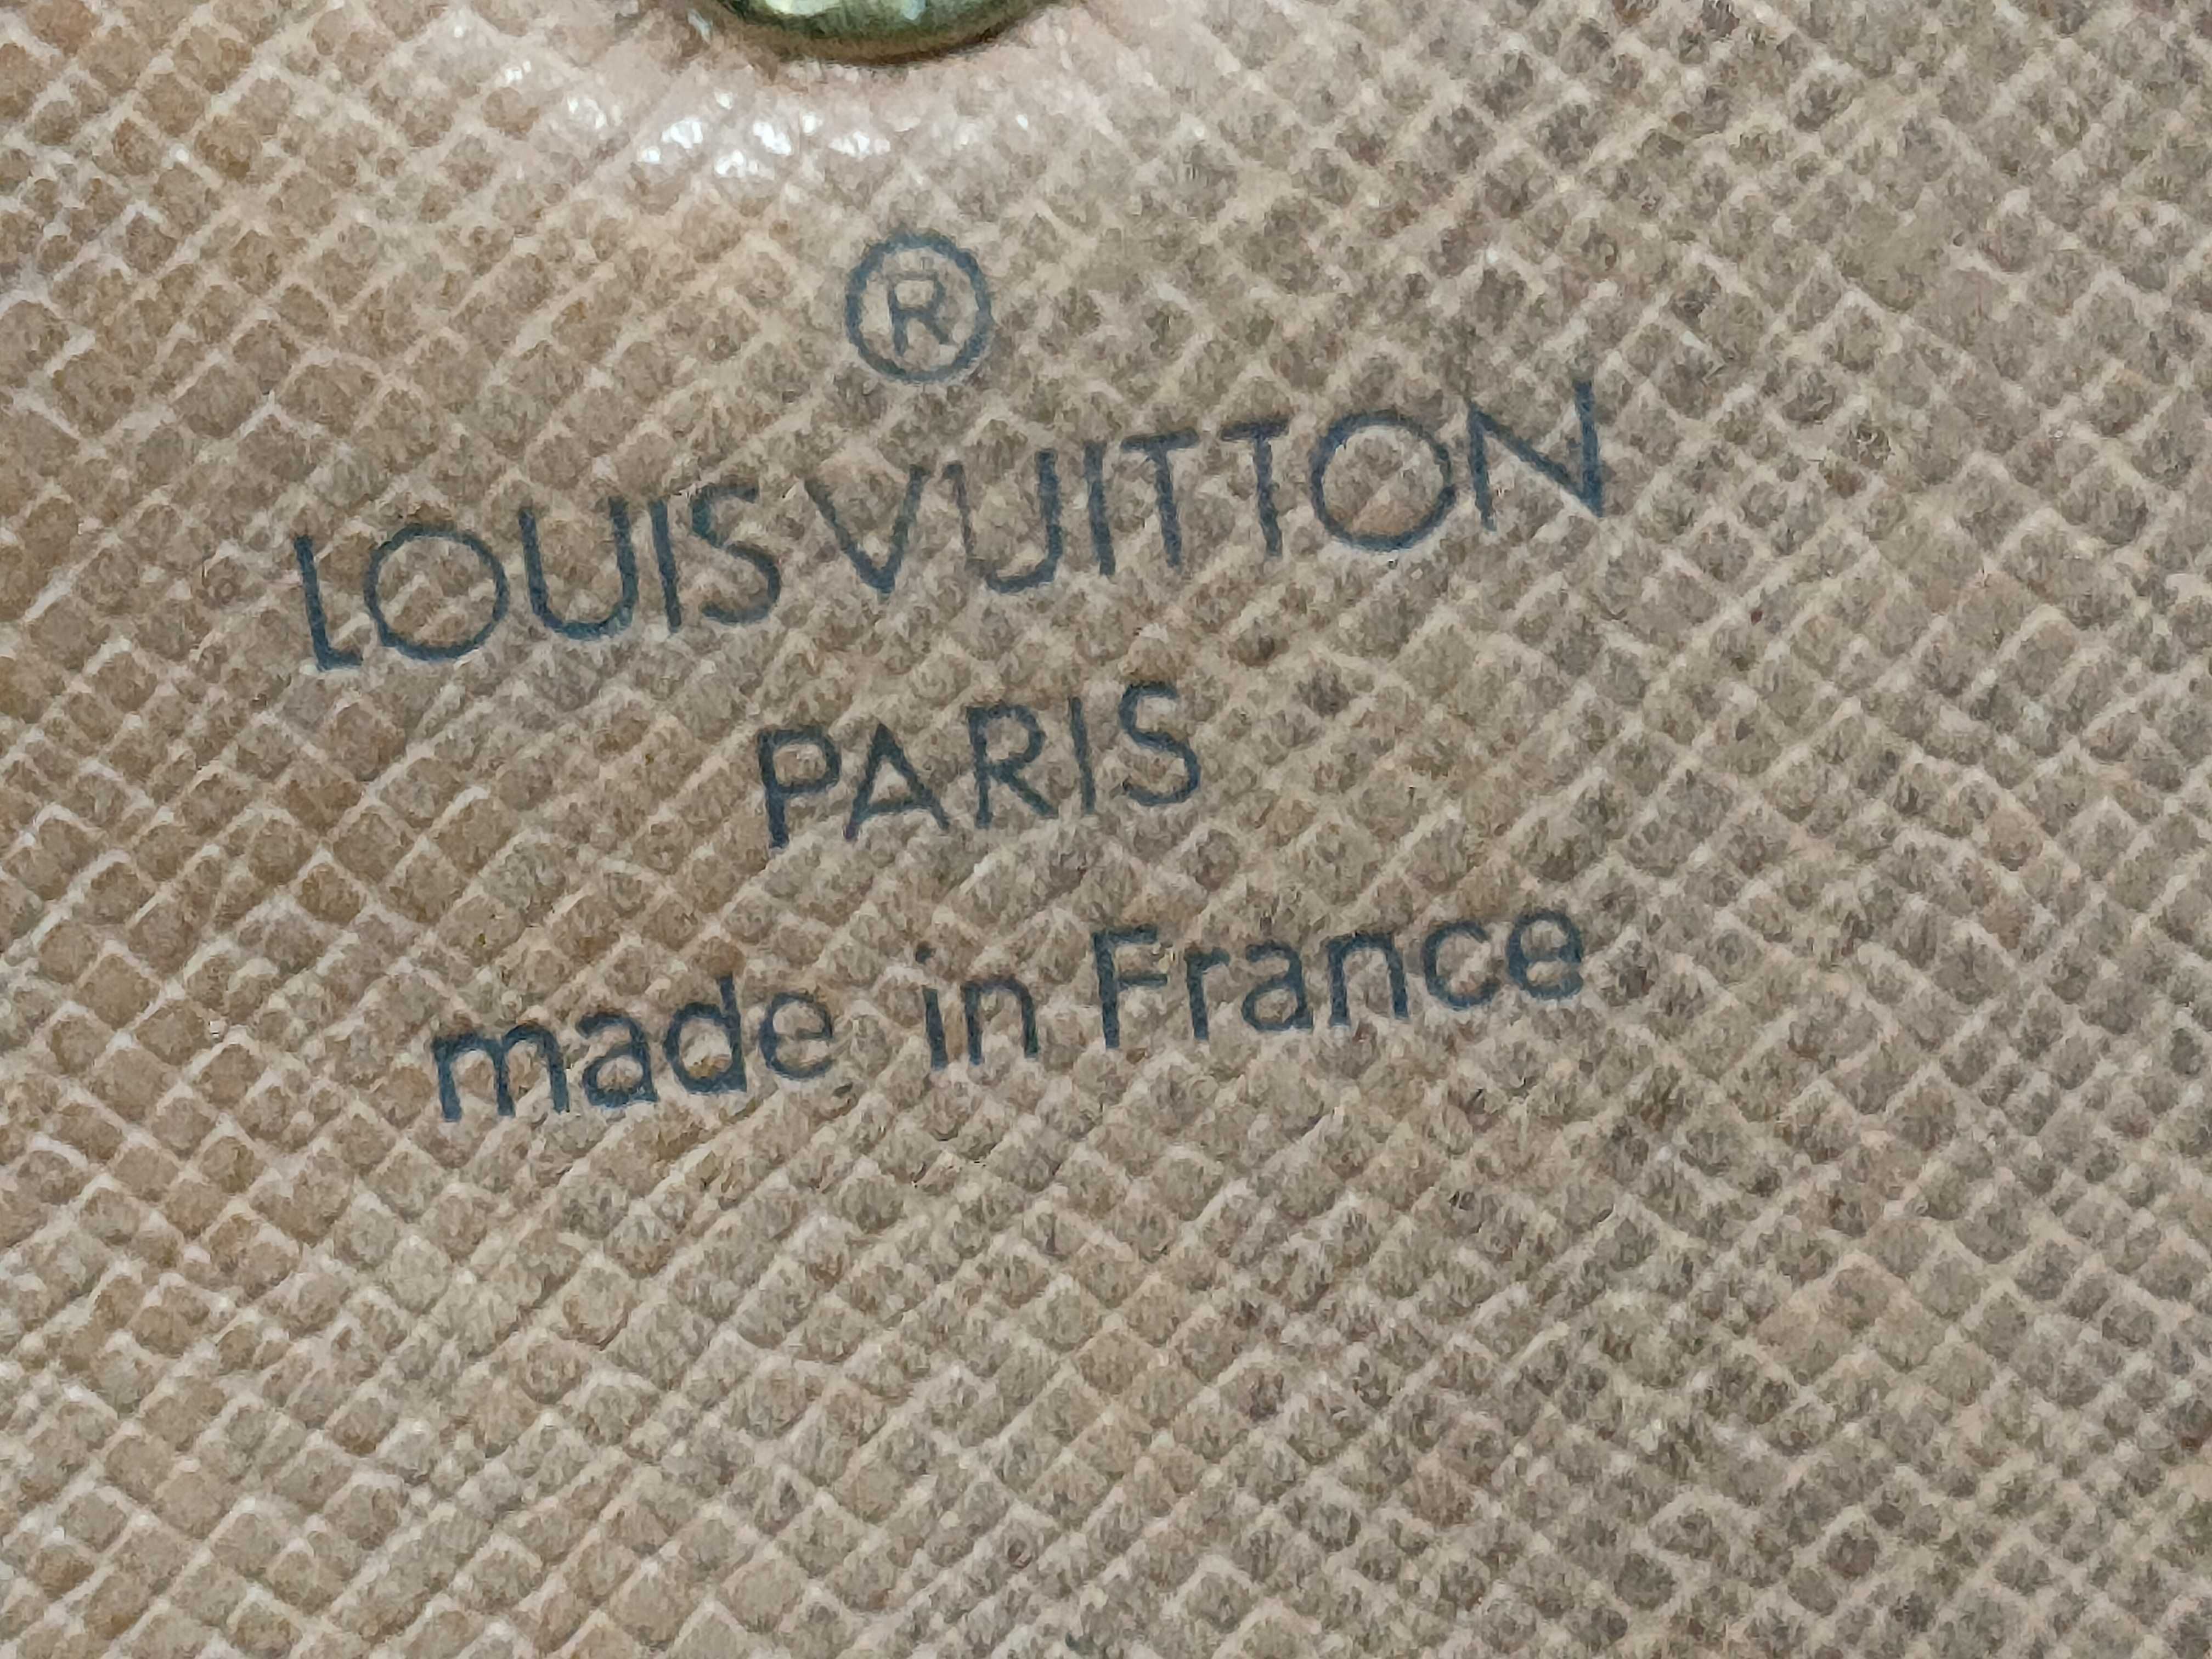 ®
LOUIS VUITTON
PARIS
made in France